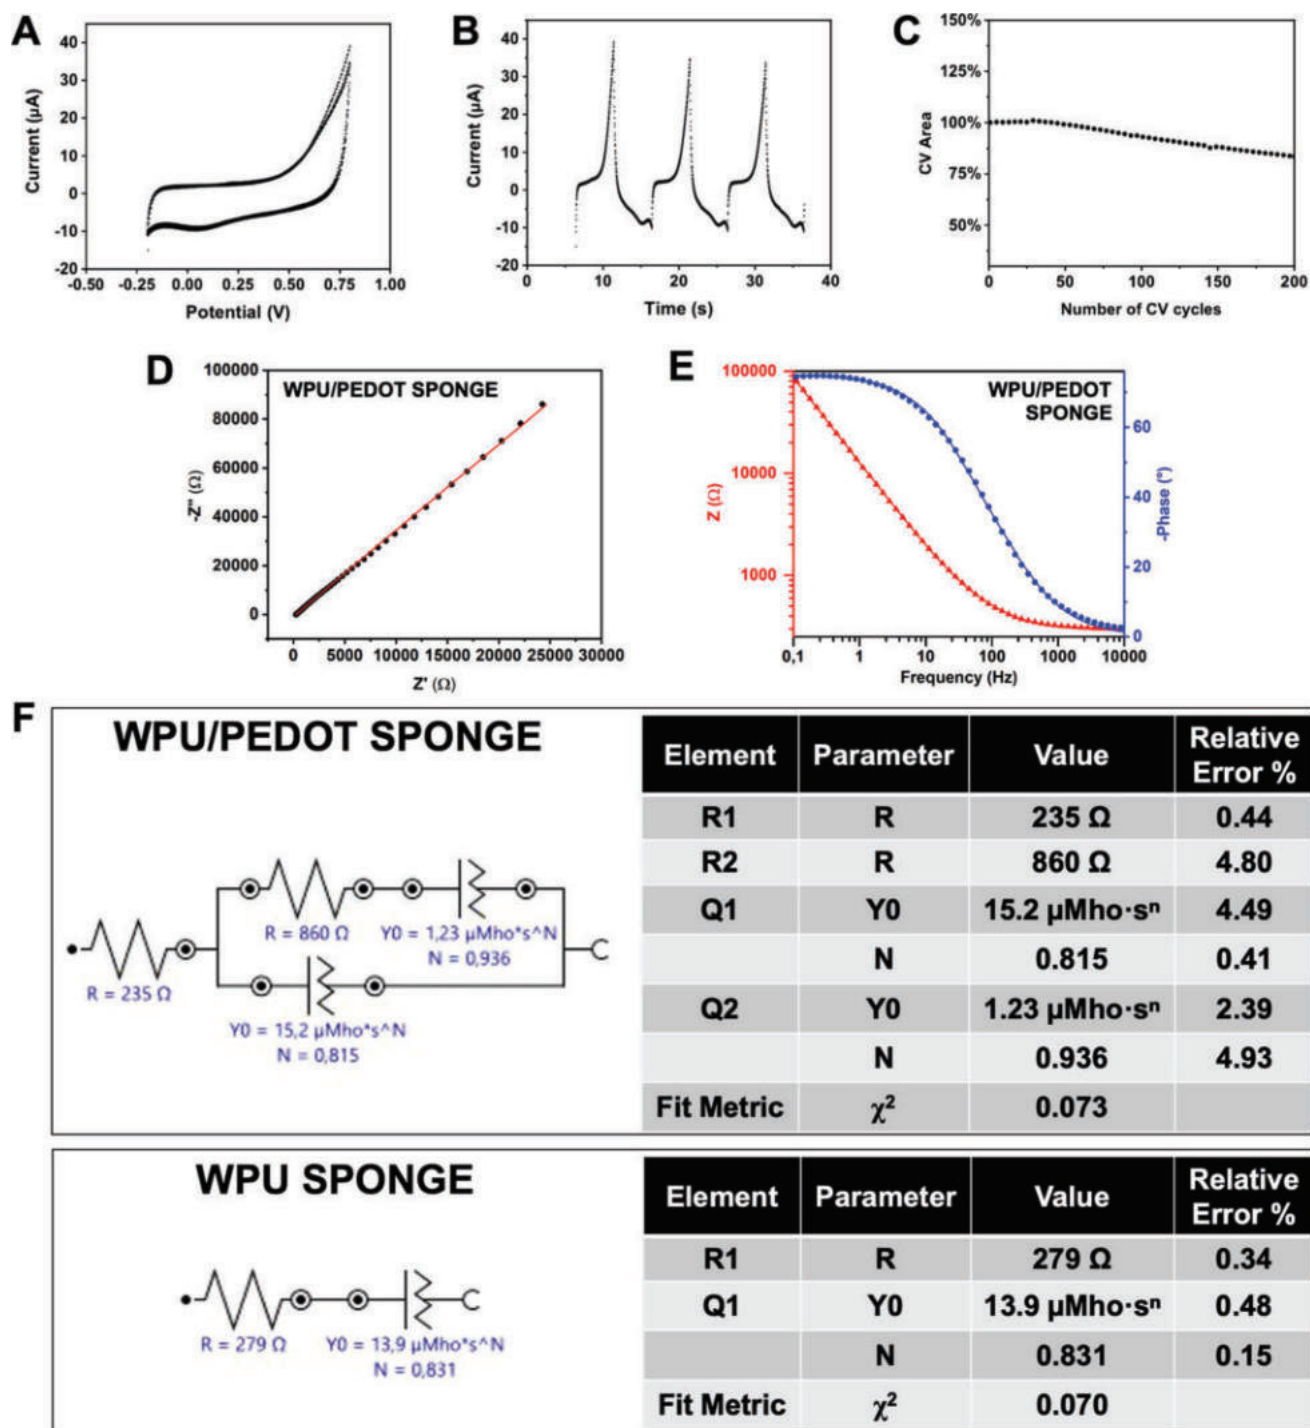 A
40
30
20
10
0
-10
-20
-0.50
-0.25
0.00
0.25
0.50
0.75
1.00
Current (µA)
Potential (V)
B
40
30
20
10
0
-10
-20
0
10
20
30
40
Current (µA)
Time (s)
C
150%
125%
100%
75%
50%
0
50
100
150
200
CV Area
Number of CV cycles
D
WPU/PEDOT SPONGE
100000
80000
60000
40000
20000
0
0
5000
10000
15000
20000
25000
30000
-Z'' (Ω)
Z' (Ω)
E
WPU/PEDOT
SPONGE
100000
10000
1000
60
40
20
0
0,1
1
10
100
1000
10000
Z (Ω)
-Phase (°)
Frequency (Hz)
F
WPU/PEDOT SPONGE
R = 860 Ω
Y0 = 1,23 µMho*s^N
N = 0,936
R = 235 Ω
Y0 = 15,2 µMho*s^N
N = 0,815
Element Parameter Value Relative
Error %
R1 R 235 Ω 0.44
R2 R 860 Ω 4.80
Q1 Y0 15.2 µMho·sⁿ 4.49
N 0.815 0.41
Q2 Y0 1.23 µMho·sⁿ 2.39
N 0.936 4.93
Fit Metric χ² 0.073
WPU SPONGE
R = 279 Ω
Y0 = 13,9 µMho*s^N
N = 0,831
Element Parameter Value Relative
Error %
R1 R 279 Ω 0.34
Q1 Y0 13.9 µMho·sⁿ 0.48
N 0.831 0.15
Fit Metric χ² 0.070